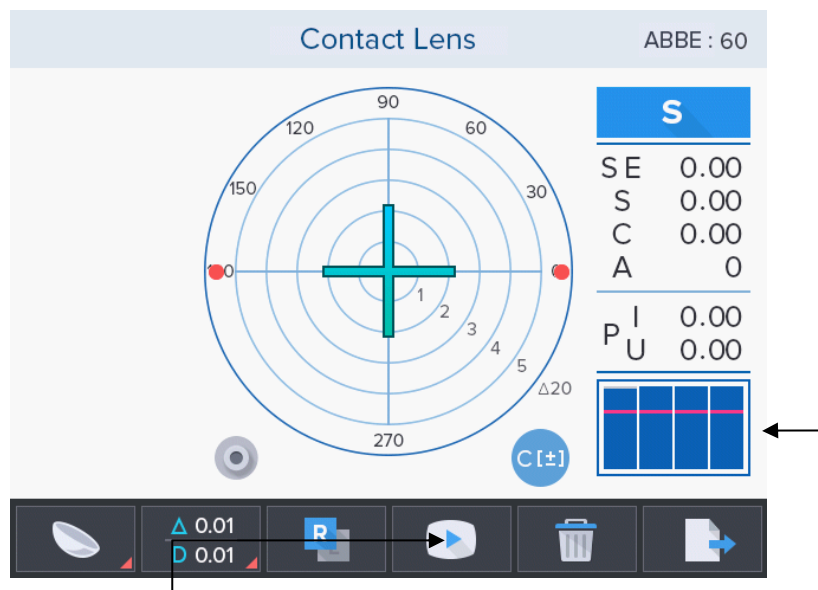 Contact Lens
ABBE : 60
90
120
60
150
30
S
SE 0.00
S 0.00
C 0.00
A 0
P I 0.00
U 0.00
1
2
3
4
5
Δ20
270
C[±]
Δ 0.01
D 0.01
R
L